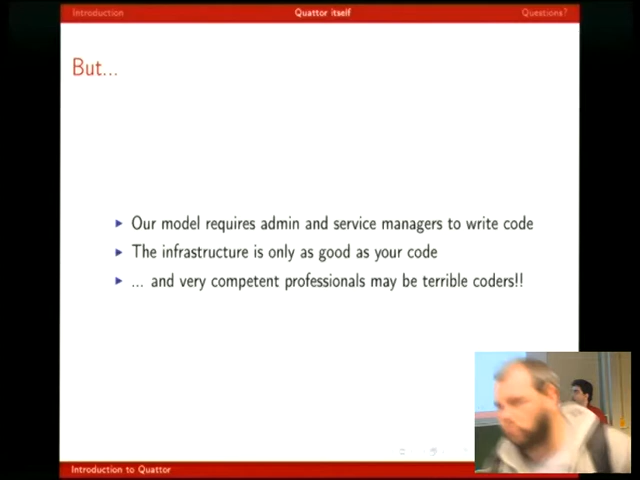 Introduction
Quattor itself
Questions?
But...
Our model requires admin and service managers to write code
The infrastructure is only as good as your code
... and very competent professionals may be terrible coders!!
Introduction to Quattor